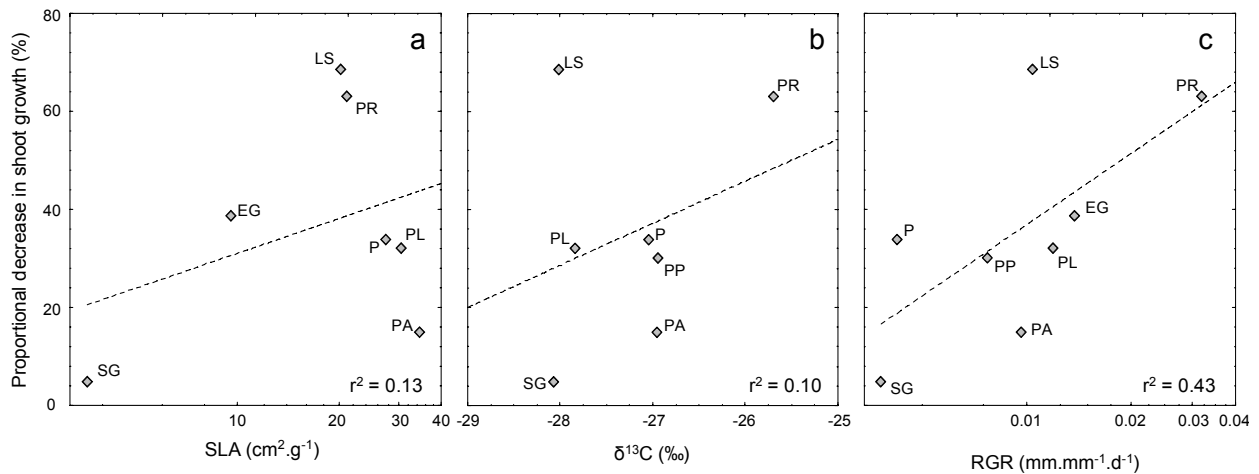 Proportional decrease in shoot growth (%)
80
60
40
20
0
a
LS
PR
EG
P
PL
PA
SG
r² = 0.13
10
20
30
40
SLA (cm².g⁻¹)
b
LS
PR
PL
P
PP
PA
SG
r² = 0.10
-29
-28
-27
-26
-25
δ¹³C (‰)
c
LS
PR
P
EG
PP
PL
PA
SG
r² = 0.43
0.01
0.02
0.03
0.04
RGR (mm.mm⁻¹.d⁻¹)